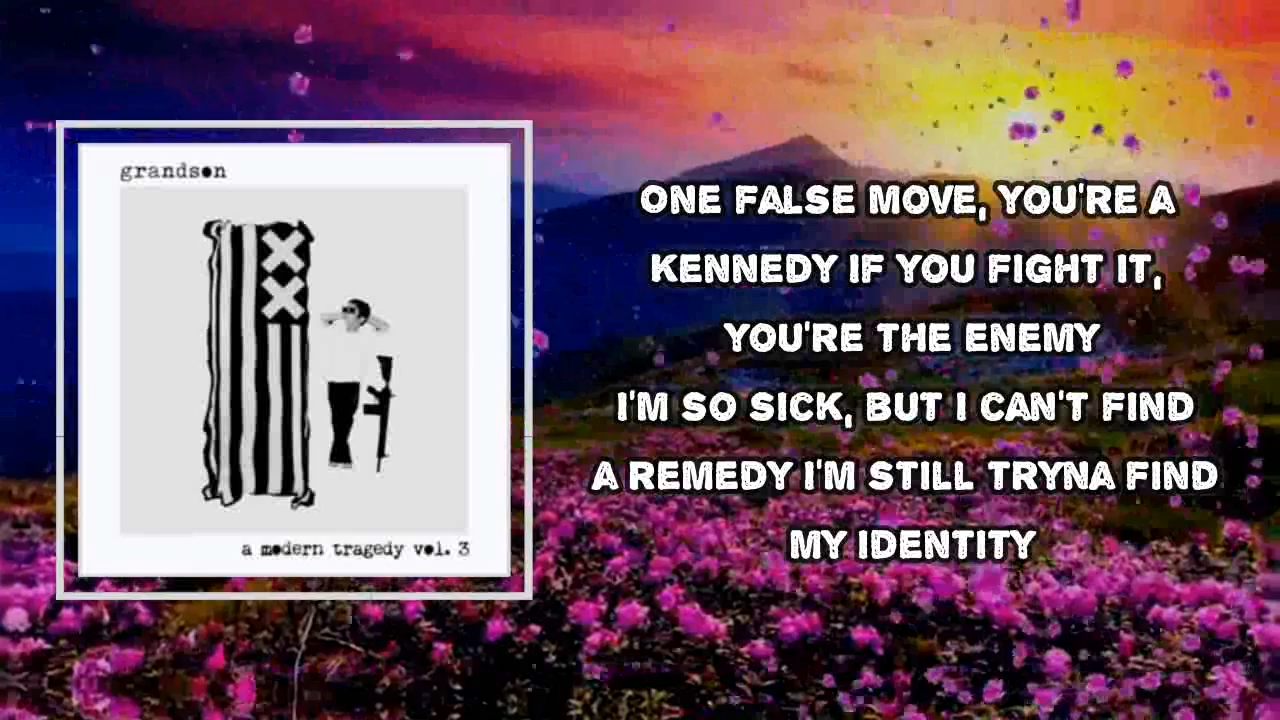 grandson
a modern tragedy vol. 3
ONE FALSE MOVE, YOU'RE A
KENNEDY IF YOU FIGHT IT,
YOU'RE THE ENEMY
I'M SO SICK, BUT I CAN'T FIND
A REMEDY I'M STILL TRYNA FIND
MY IDENTITY